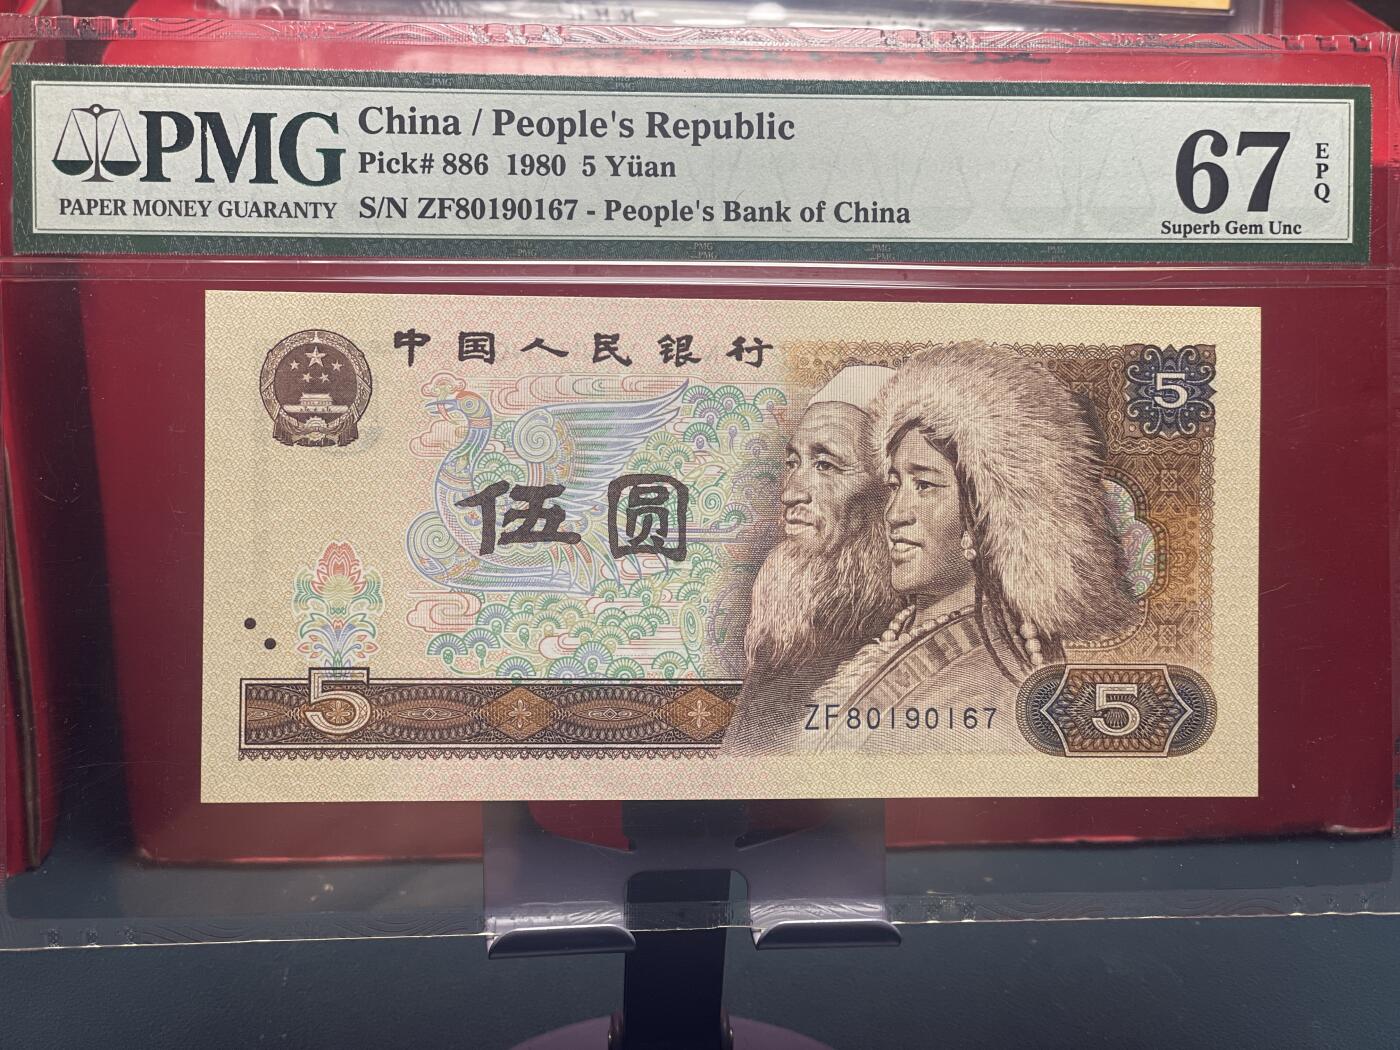 PMG
PAPER MONEY GUARANTY
China / People's Republic
Pick# 886 1980 5 Yüan
S/N ZF80190167 - People's Bank of China
67
EPQ
Superb Gem Unc
中国人民银行
5
伍圆
5
ZF80190167
5